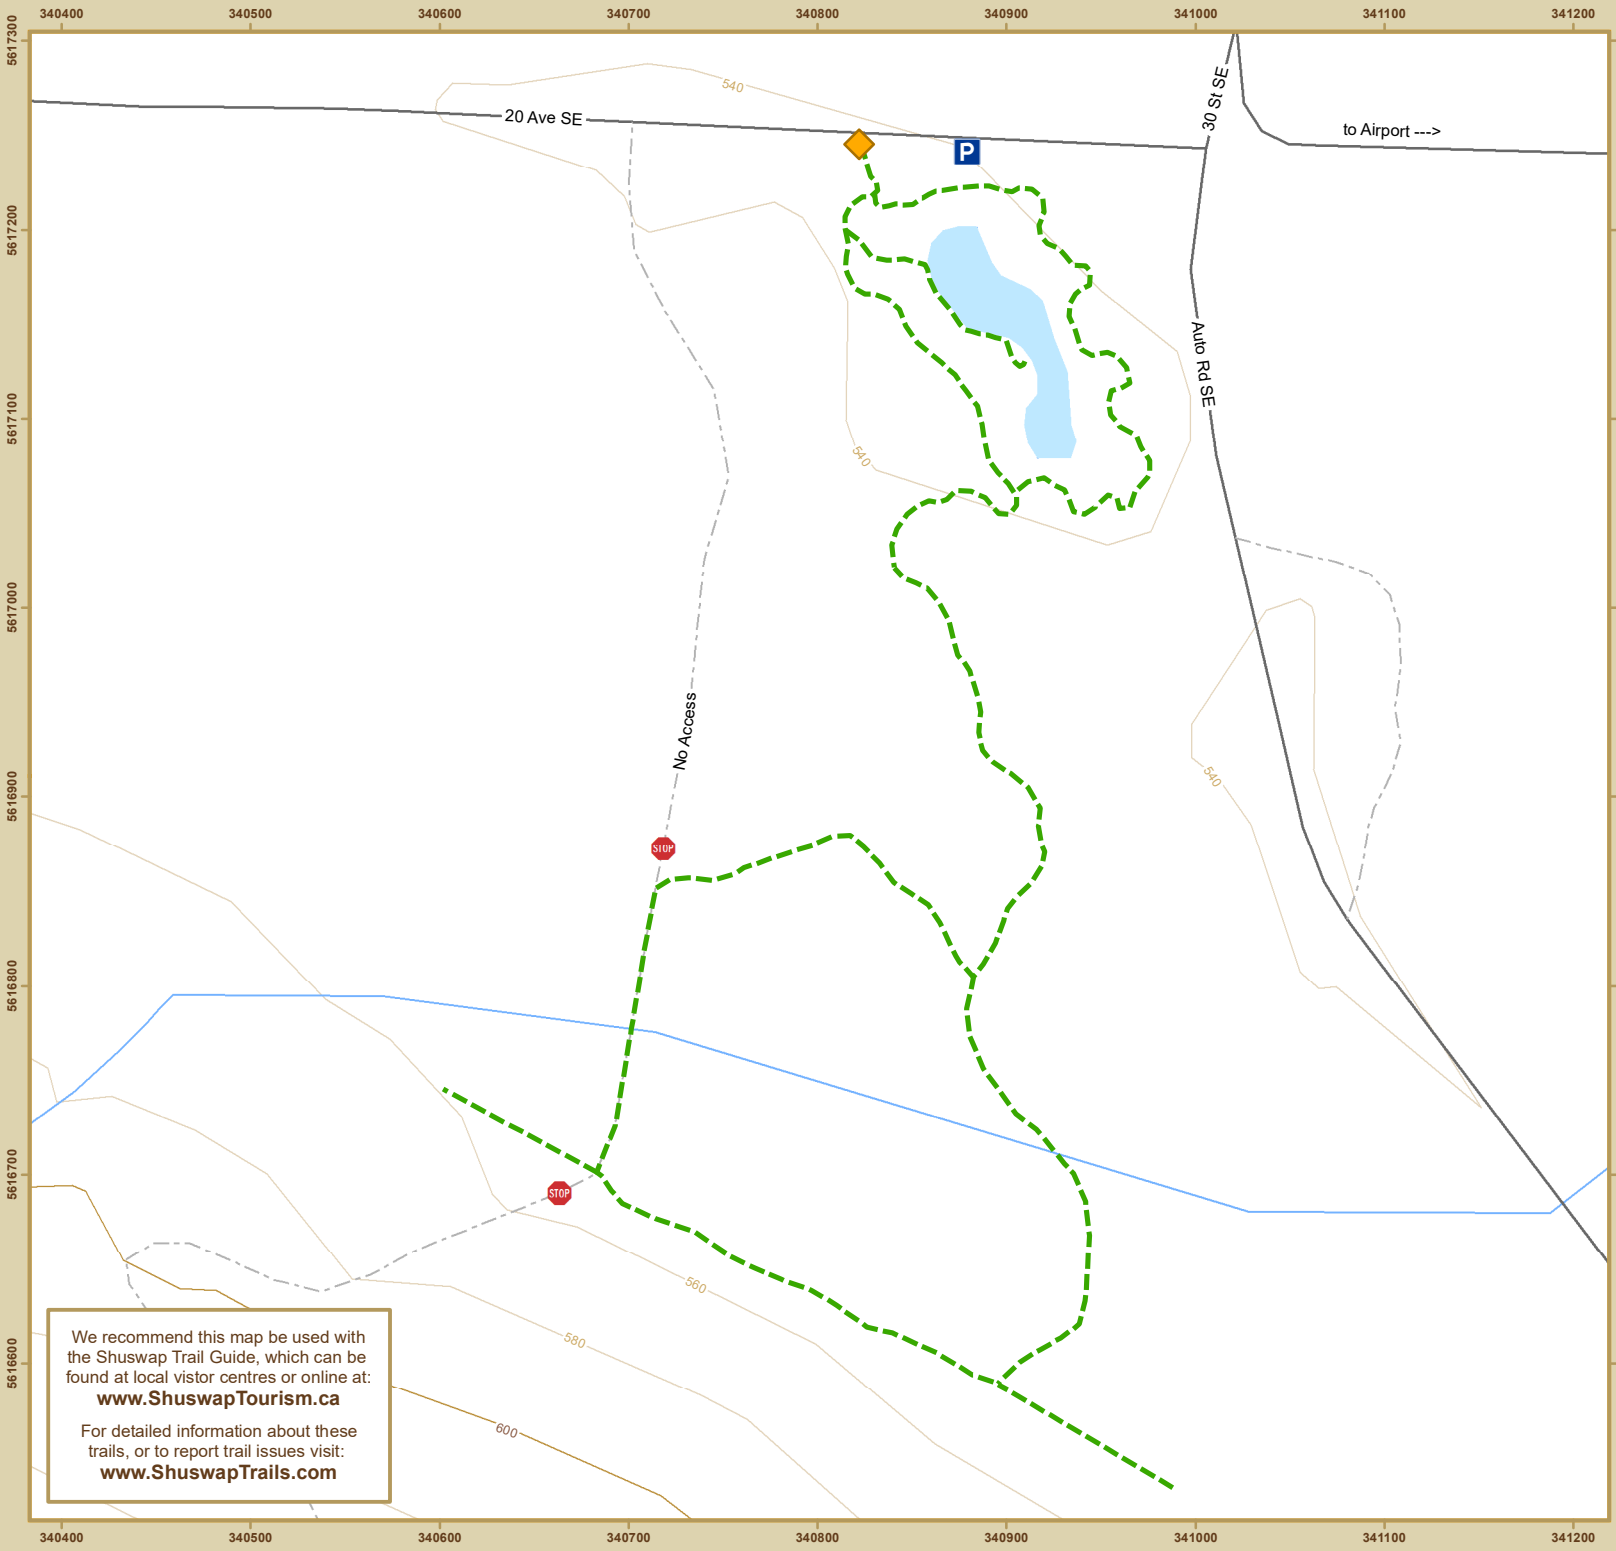 340400 340500 340600 340700 340800 340900 341000 341100 341200
5617300
5617200
5617100
5617000
5616900
5616800
5616700
5616600
540
20 Ave SE
P
30 St SE
to Airport --->
Auto Rd SE
540
No Access
540
STOP
STOP
560
580
600
We recommend this map be used with
the Shuswap Trail Guide, which can be
found at local vistor centres or online at:
www.ShuswapTourism.ca
For detailed information about these
trails, or to report trail issues visit:
www.ShuswapTrails.com
340400 340500 340600 340700 340800 340900 341000 341100 341200